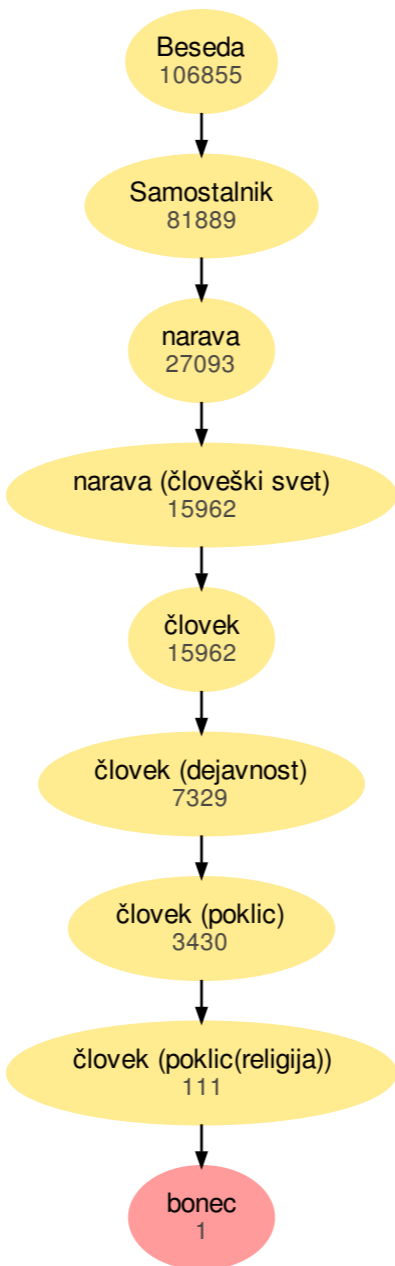 Beseda
106855
Samostalnik
81889
narava
27093
narava (človeški svet)
15962
človek
15962
človek (dejavnost)
7329
človek (poklic)
3430
človek (poklic(religija))
111
bonec
1